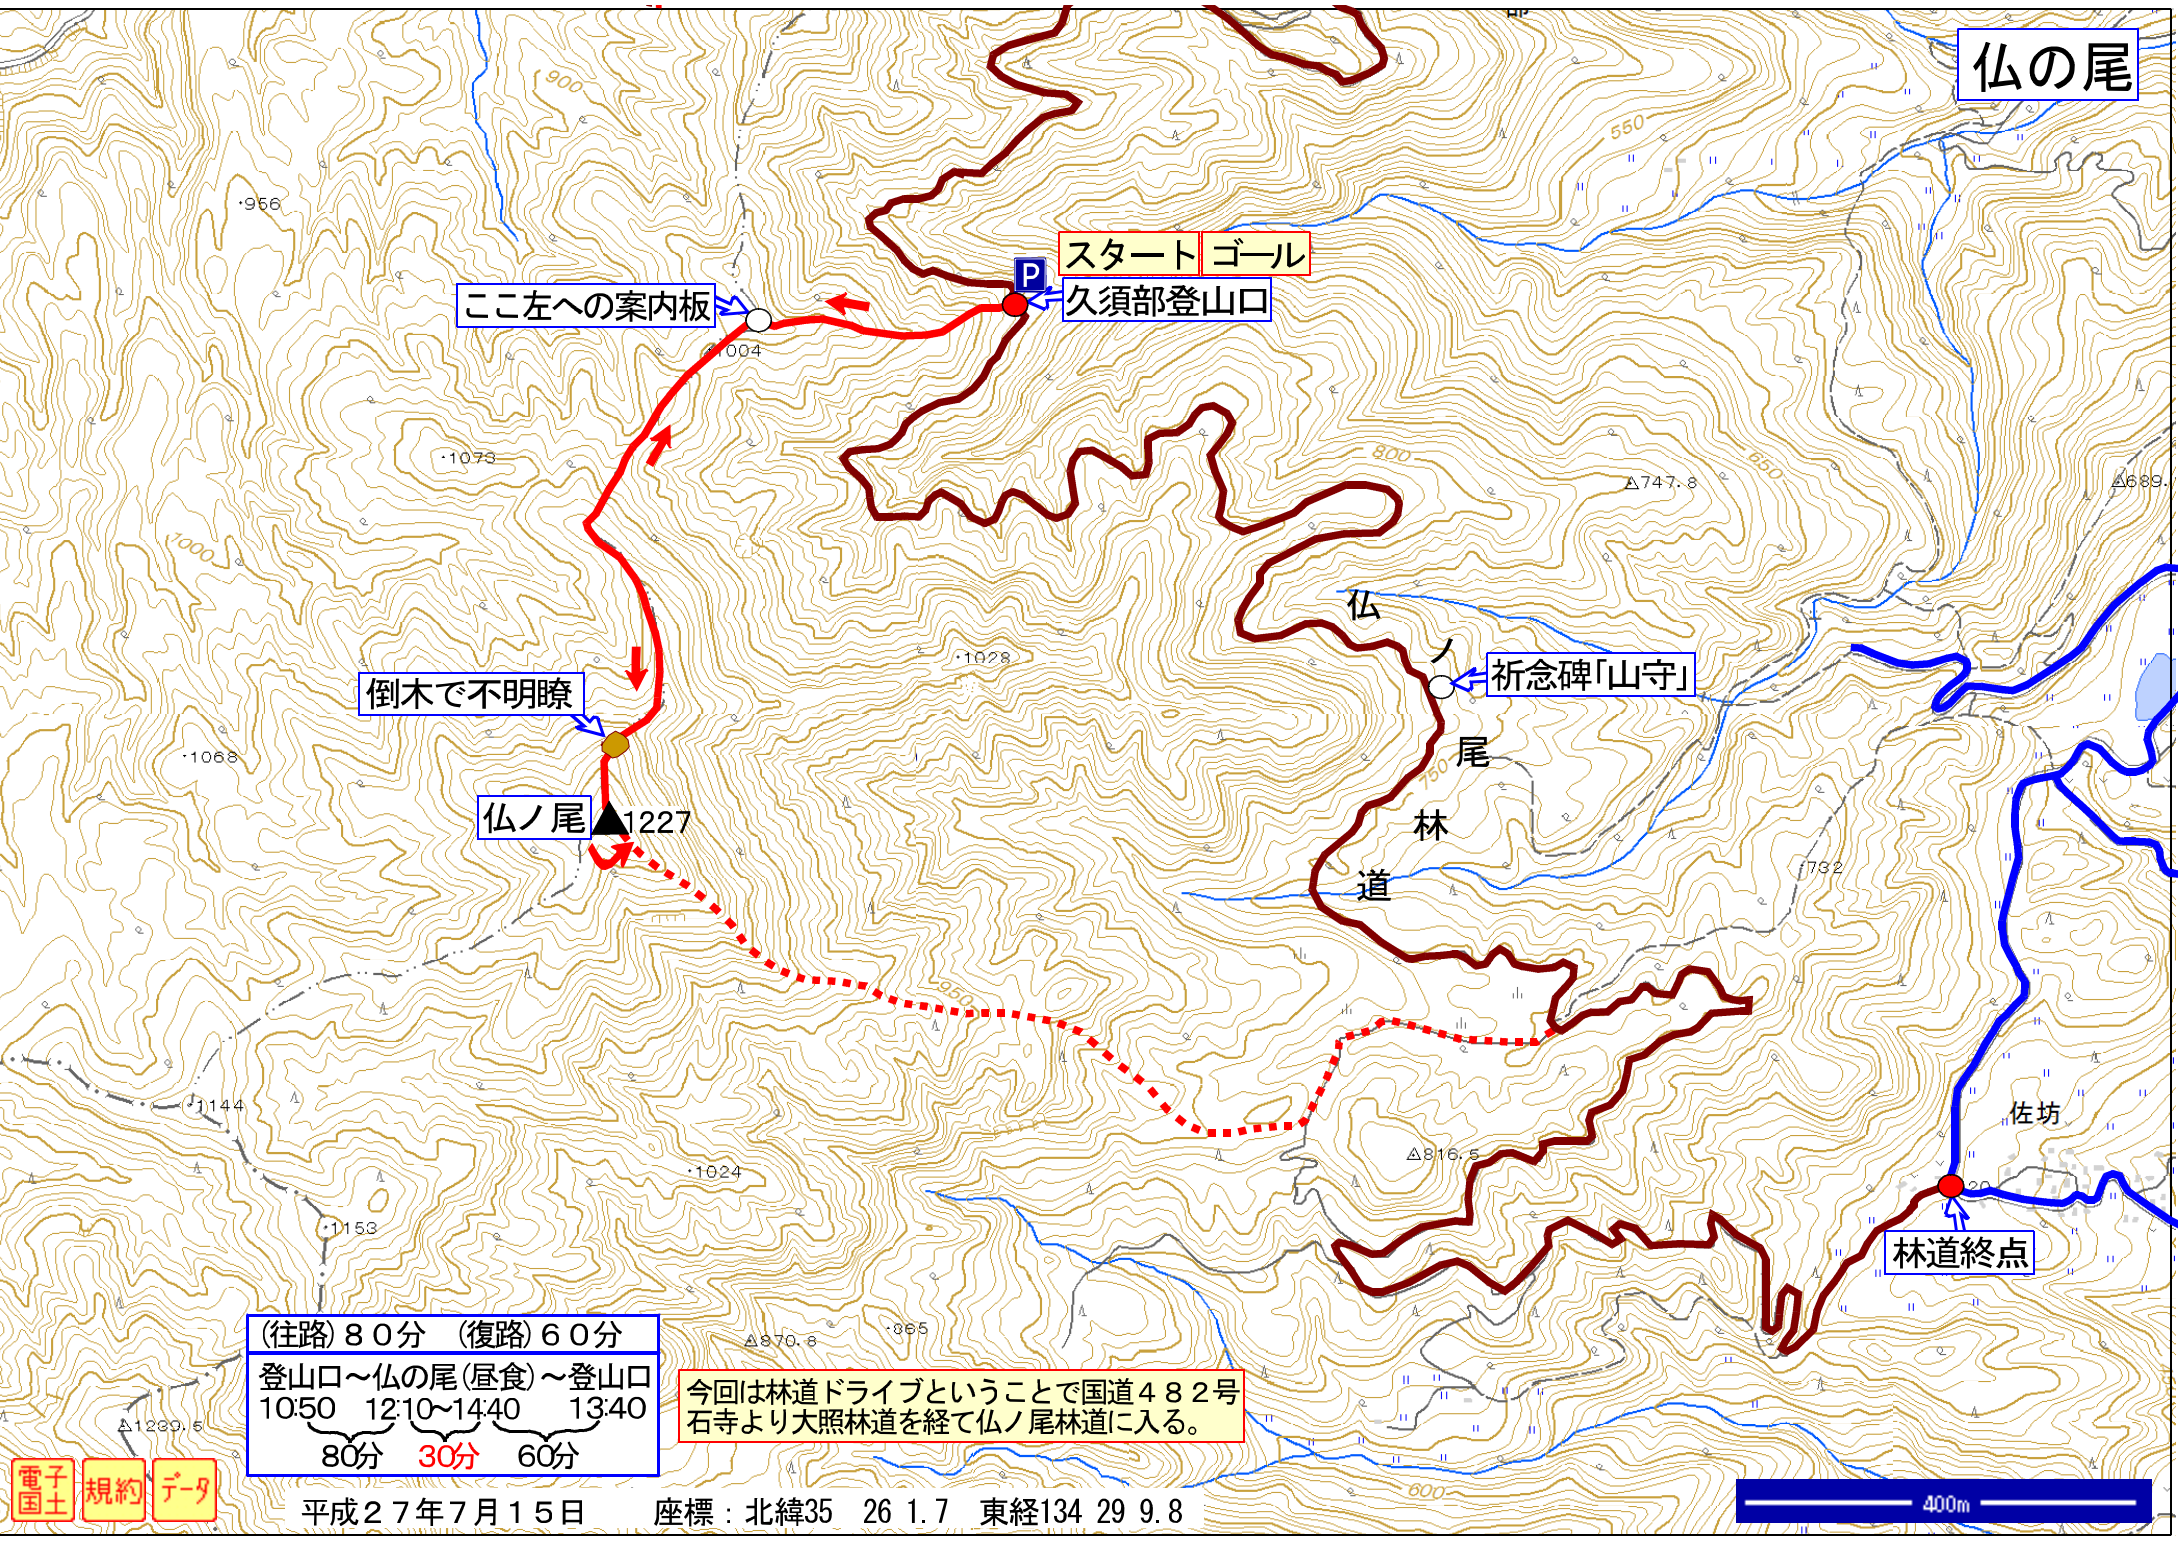 仏の尾
900
550
・956
スタート ゴール
P
久須部登山口
ここ左への案内板
1004
・1073
800
650
747.8
689.
1000
仏ノ尾林道
・1028
祈念碑「山守」
倒木で不明瞭
・1068
750
仏ノ尾
1227
・732
950
・1144
佐坊
816.5
・1024
・1153
林道終点
(往路)80分 (復路)60分
登山口~仏の尾(昼食)~登山口
10:50 12:10~14:40 13:40
80分 30分 60分
870.8
・865
今回は林道ドライブということで国道482号
石寺より大照林道を経て仏ノ尾林道に入る。
1239.5
電子国土
規約
データ
600
400m
平成27年7月15日 座標:北緯35 26 1.7 東経134 29 9.8